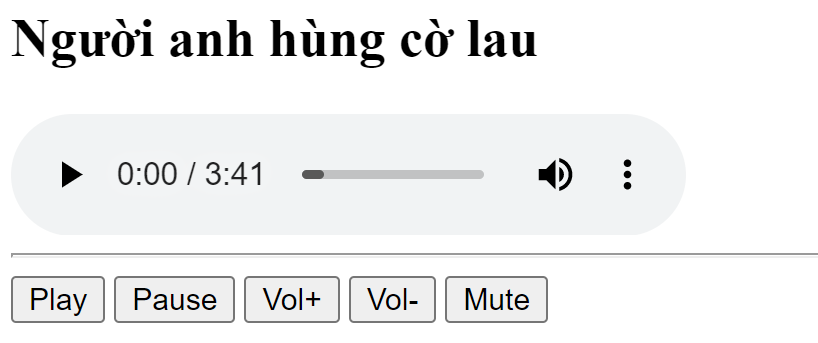 Người anh hùng cờ lau
0:00 / 3:41
Play Pause Vol+ Vol- Mute